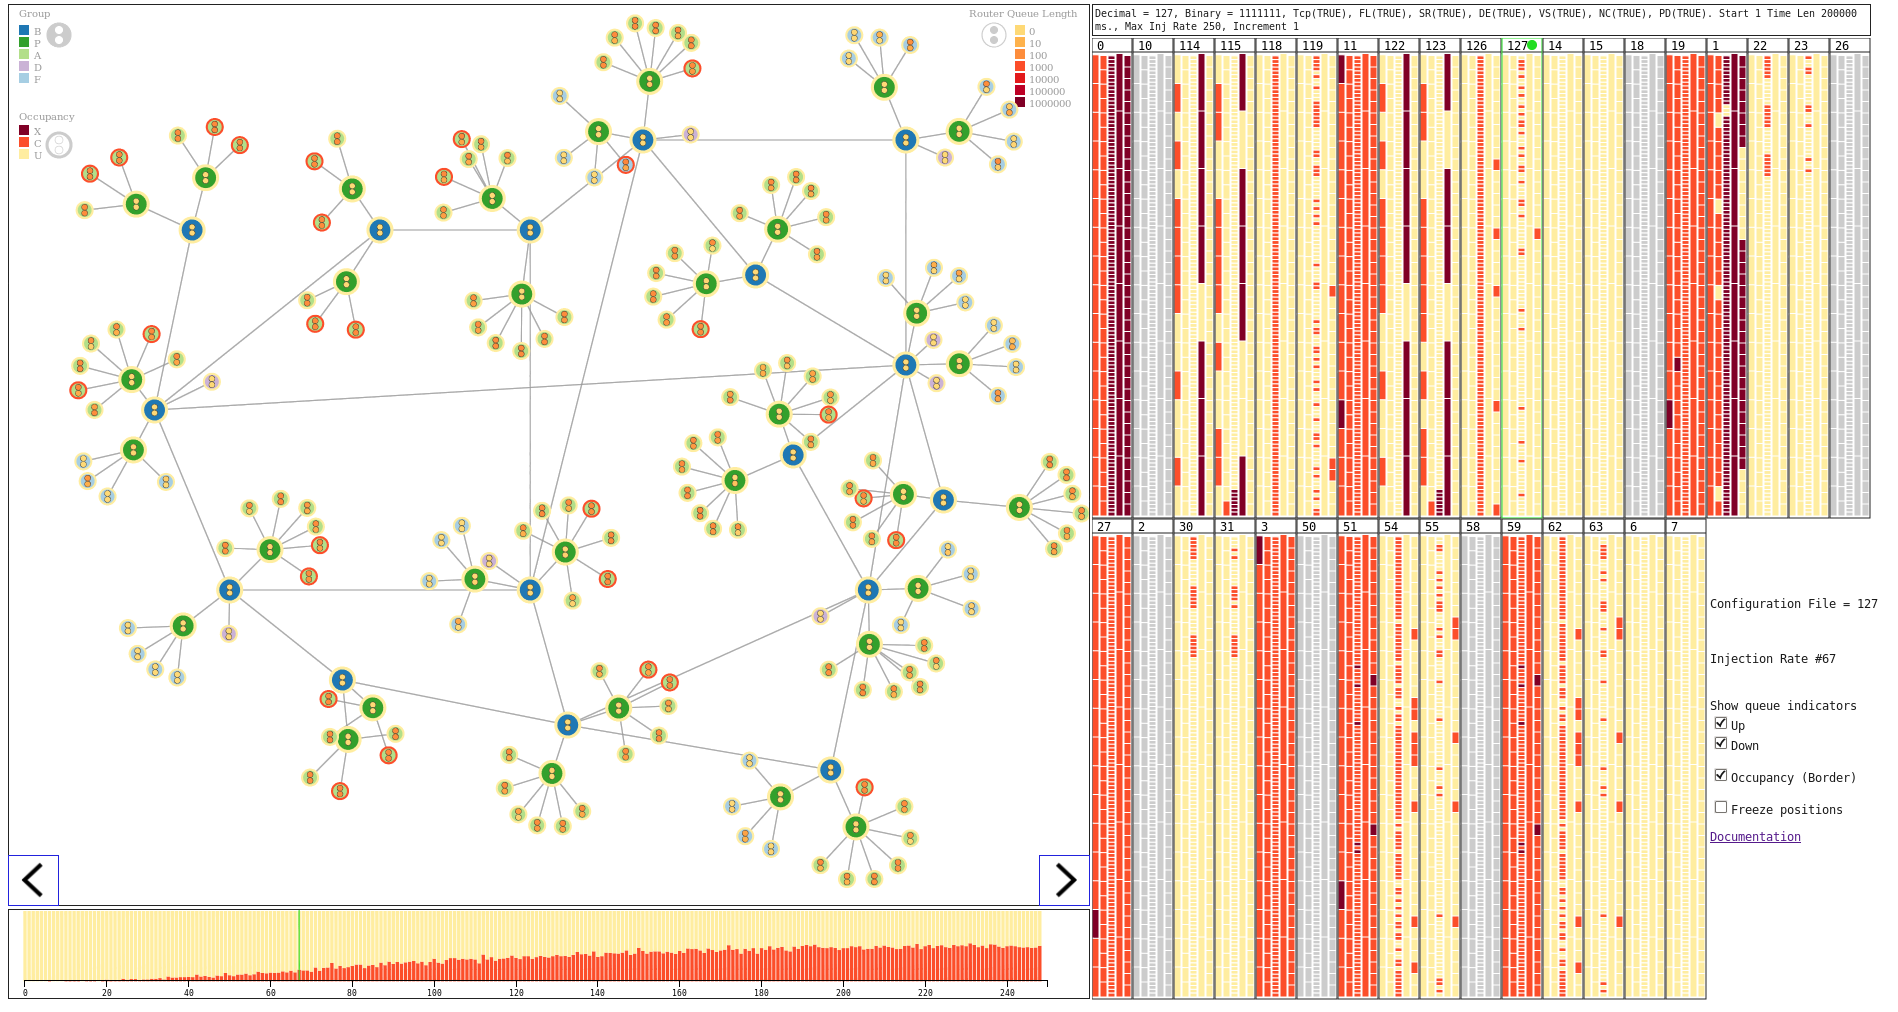 Group
B
P
A
D
F
Occupancy
X
C
U
Router Queue Length
0
10
100
1000
10000
100000
1000000
0 20 40 60 80 100 120 140 160 180 200 220 240
Decimal = 127, Binary = 1111111, Tcp(TRUE), FL(TRUE), SR(TRUE), DE(TRUE), VS(TRUE), NC(TRUE), PD(TRUE). Start 1 Time Len 200000
ms., Max Inj Rate 250, Increment 1
0 10 114 115 118 119 11 122 123 126 127 14 15 18 19 1 22 23 26
27 2 30 31 3 50 51 54 55 58 59 62 63 6 7
Configuration File = 127
Injection Rate #67
Show queue indicators
Up
Down
Occupancy (Border)
Freeze positions
Documentation